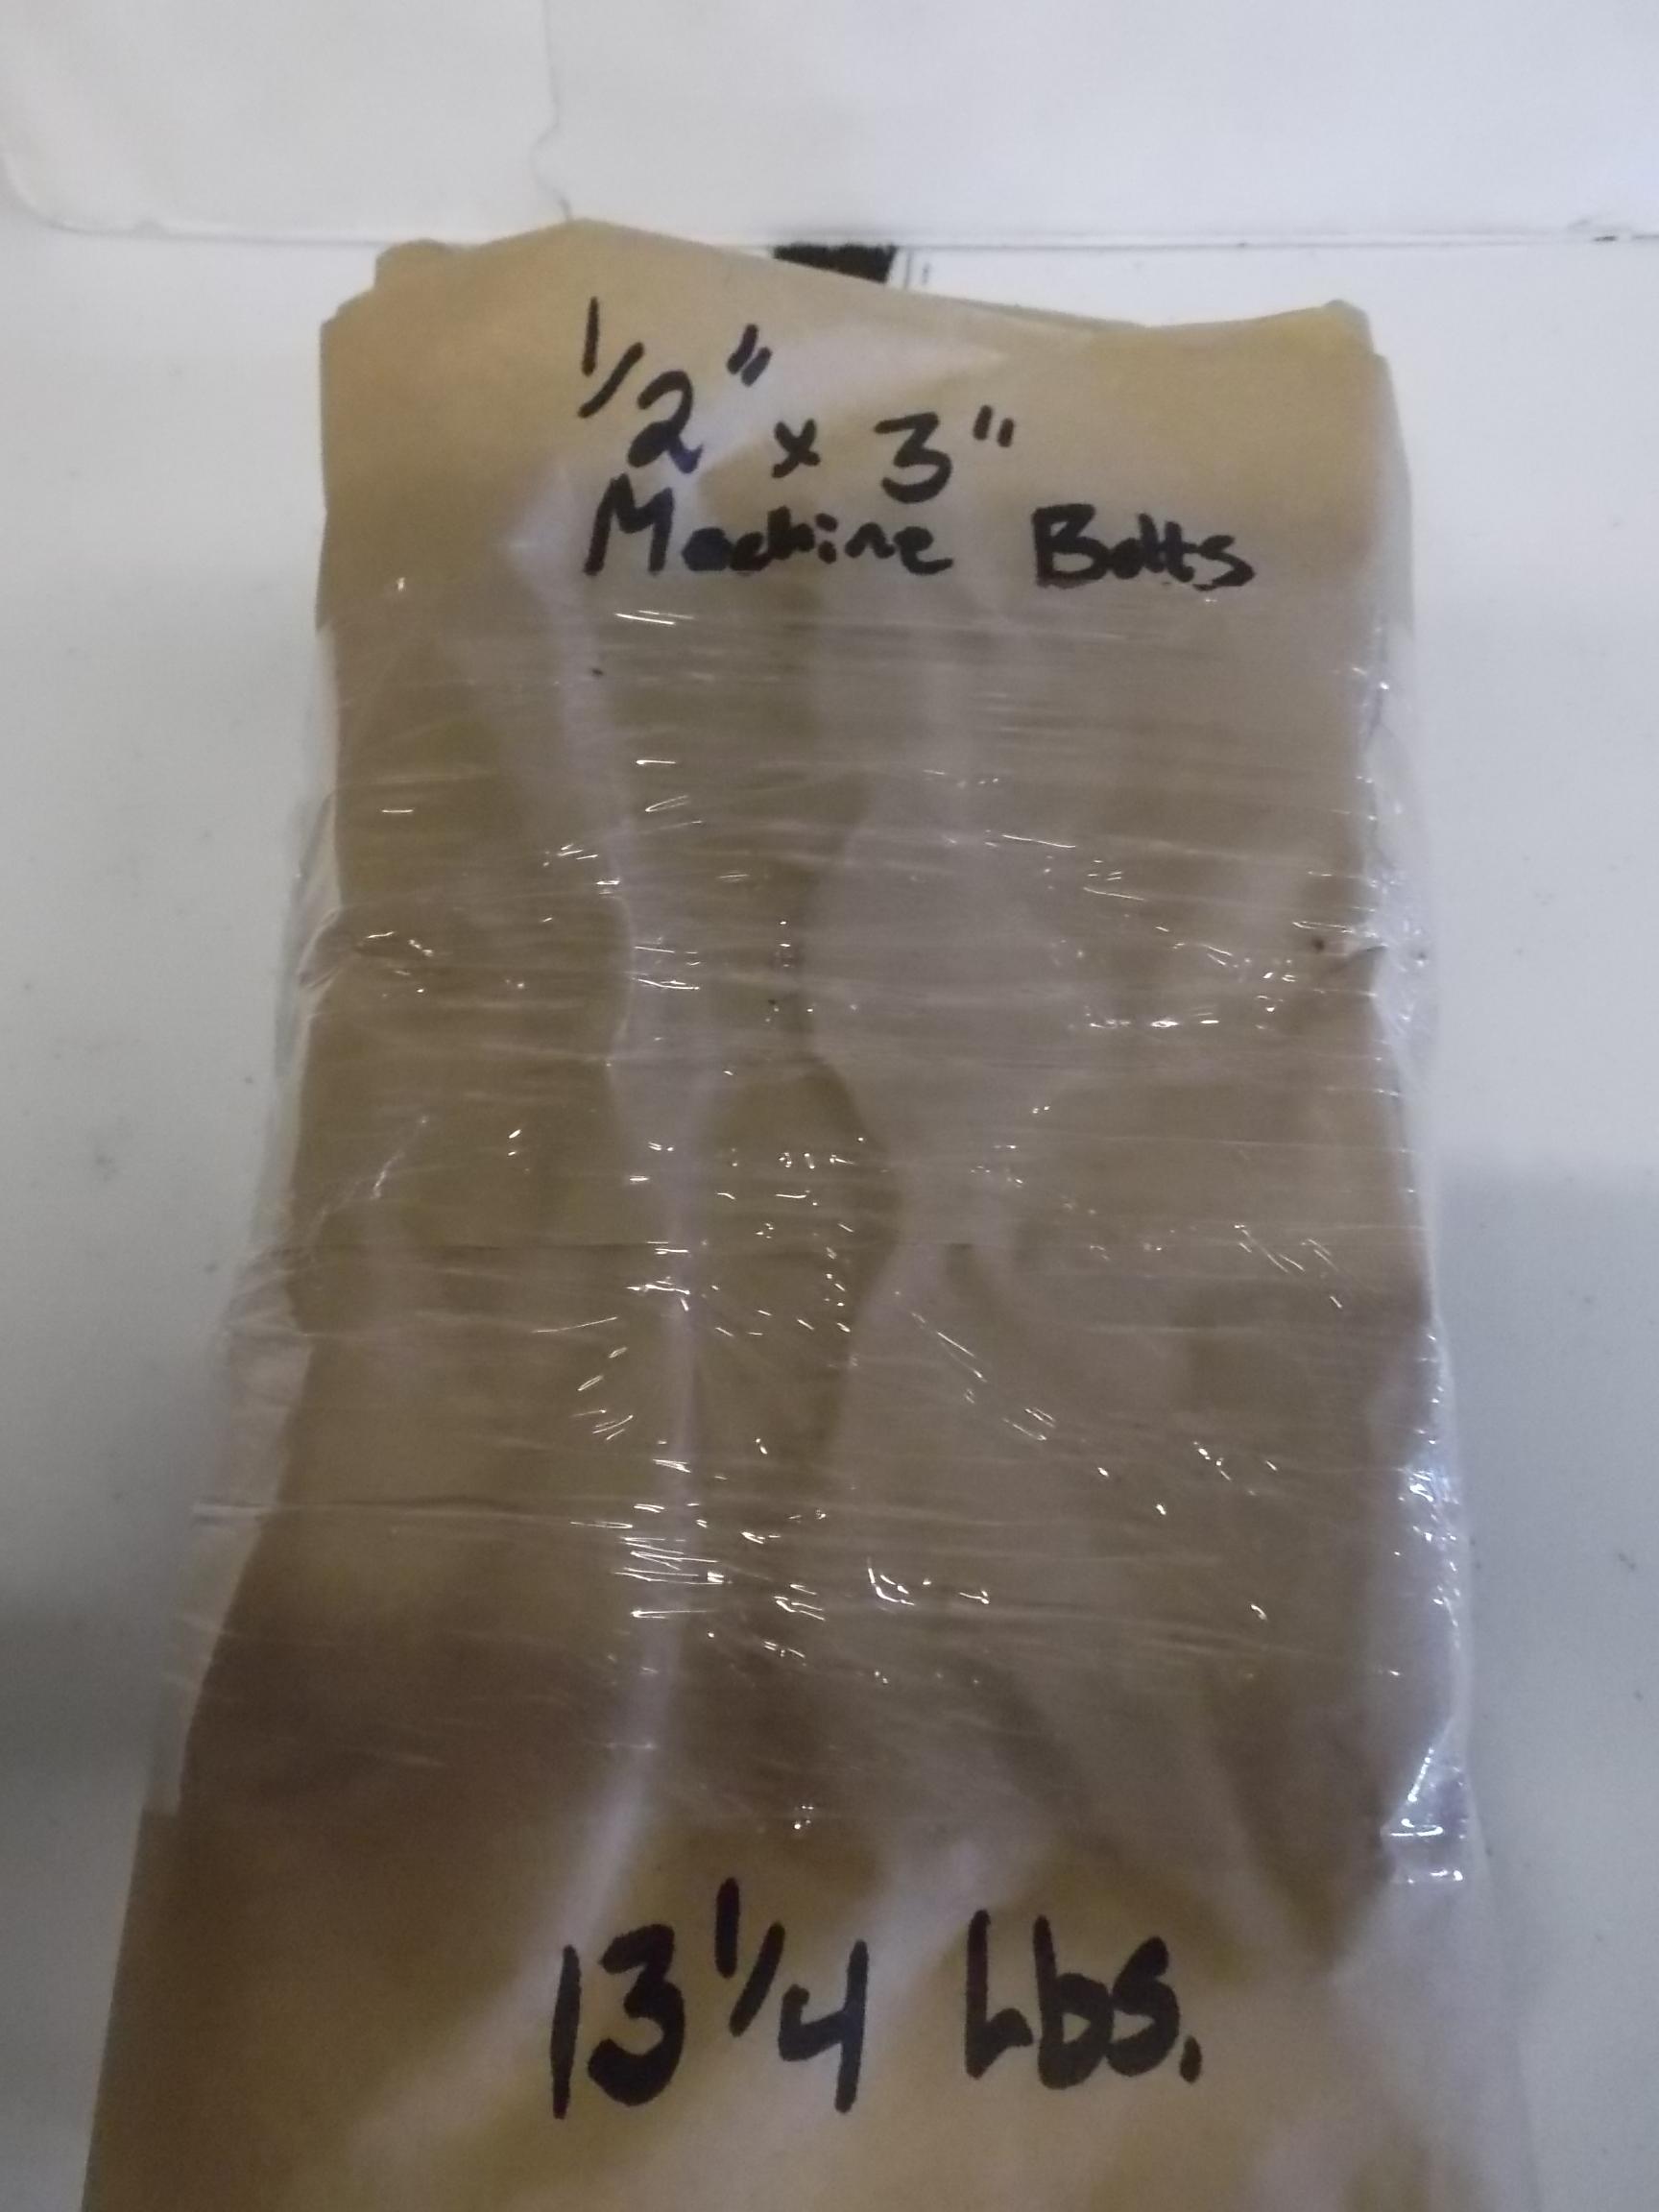 1/2" x 3"
Machine Bolts
13 1/4 Lbs.